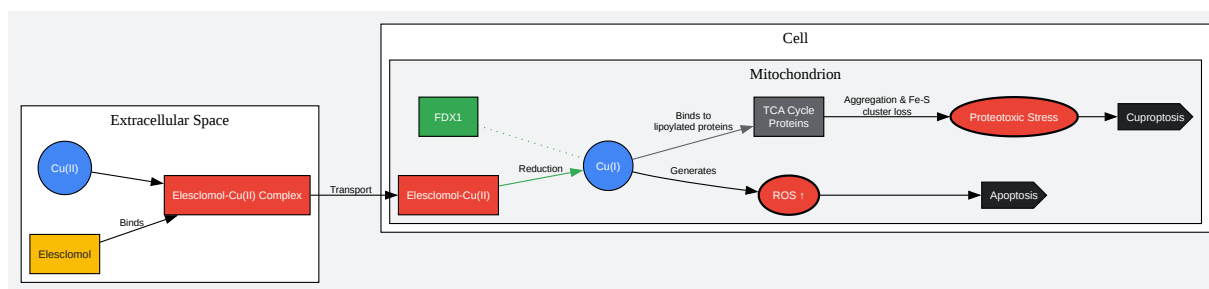 Cell
Mitochondrion
Extracellular Space
FDX1
TCA Cycle
Proteins
Aggregation & Fe-S
cluster loss
Proteotoxic Stress
Cuproptosis
Binds to
lipoylated proteins
Cu(II)
Cu(I)
Reduction
Generates
Elesclomol-Cu(II) Complex
Transport
Elesclomol-Cu(II)
ROS ↑
Apoptosis
Binds
Elesclomol